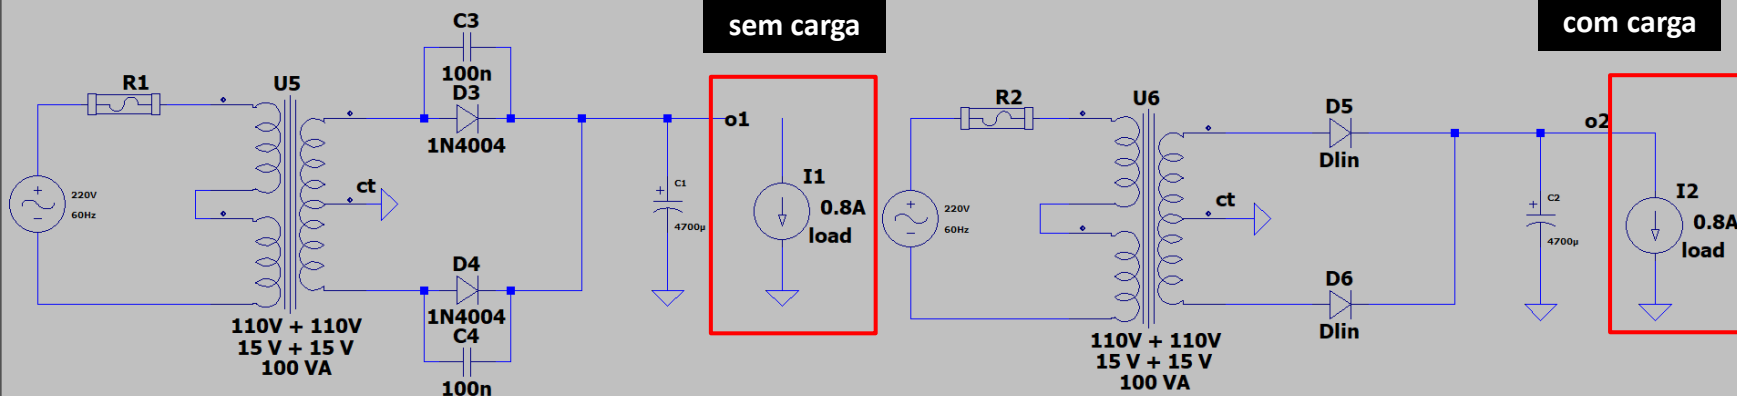 sem carga
com carga
C3
100n
D3
1N4004
R1
U5
220V
60Hz
ct
o1
C1
4700µ
I1
0.8A
load
D4
1N4004
C4
100n
110V + 110V
15 V + 15 V
100 VA
R2
U6
220V
60Hz
ct
D5
Dlin
o2
C2
4700µ
I2
0.8A
load
D6
Dlin
110V + 110V
15 V + 15 V
100 VA